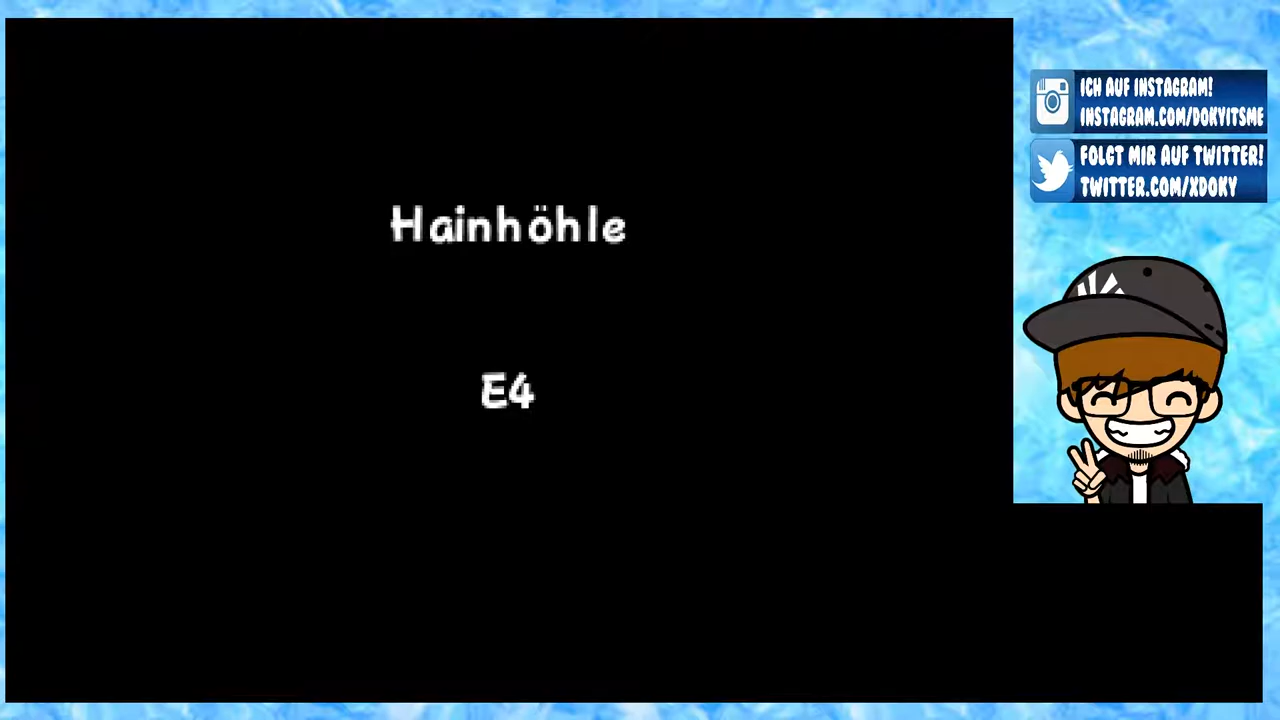 Hainhöhle
E4
ICH AUF INSTAGRAM!
INSTAGRAM.COM/DOKYITSME
FOLGT MIR AUF TWITTER!
TWITTER.COM/XDOKY